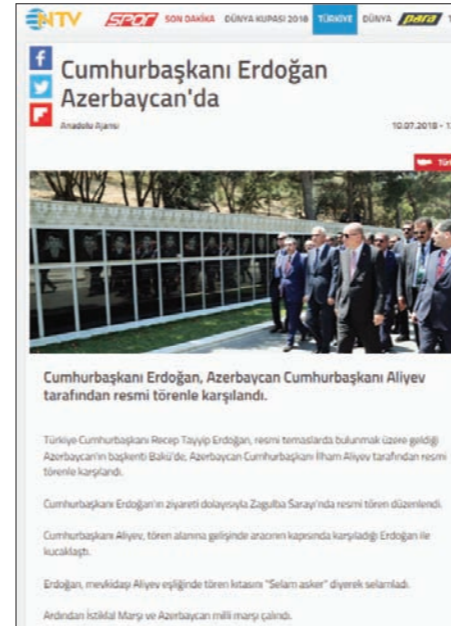 NTV SPOR SON DAKİKA DÜNYA KUPASI 2018 TÜRKİYE DÜNYA para
Cumhurbaşkanı Erdoğan
Azerbaycan'da
Anadolu Ajansı 10.07.2018 - 1
Tür
Cumhurbaşkanı Erdoğan, Azerbaycan Cumhurbaşkanı Aliyev
tarafından resmi törenle karşılandı.
Türkiye Cumhurbaşkanı Recep Tayyip Erdoğan, resmi temaslarda bulunmak üzere geldiği
Azerbaycan'ın başkenti Bakü'de, Azerbaycan Cumhurbaşkanı İlham Aliyev tarafından resmi
törenle karşılandı.
Cumhurbaşkanı Erdoğan'ın ziyareti dolayısıyla Zagulba Sarayı'nda resmi tören düzenlendi.
Cumhurbaşkanı Aliyev, tören alanına gelişinde aracının kapısında karşıladığı Erdoğan ile
kucaklaştı.
Erdoğan, mevkidaşı Aliyev eşliğinde tören kıtasını "Selam asker" diyerek selamladı.
Ardından İstiklal Marşı ve Azerbaycan milli marşı çalındı.